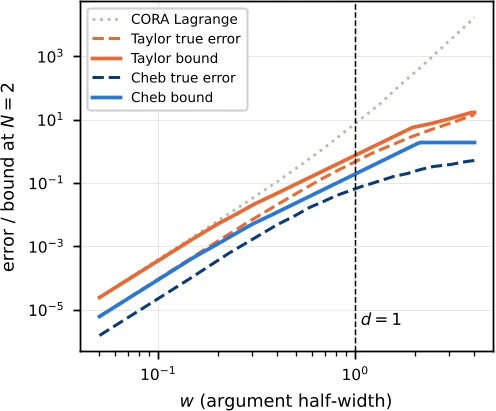 CORA Lagrange
Taylor true error
Taylor bound
Cheb true error
Cheb bound
error / bound at N = 2
10³
10¹
10⁻¹
10⁻³
10⁻⁵
d = 1
10⁻¹
10⁰
w (argument half-width)